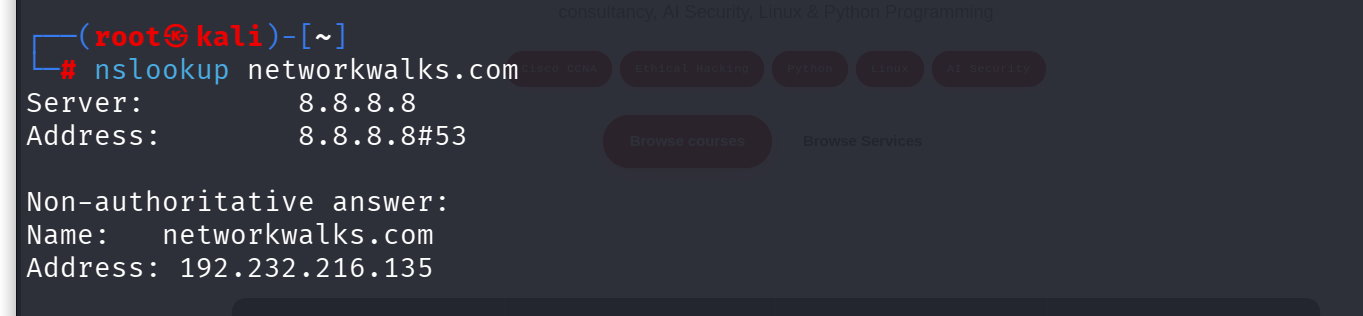 consultancy, AI Security, Linux & Python Programming
┌──(root㉿kali)-[~]
└─# nslookup networkwalks.com
Cisco CCNA Ethical Hacking Python Linux AI Security
Server: 8.8.8.8
Address: 8.8.8.8#53
Browse courses Browse Services
Non-authoritative answer:
Name: networkwalks.com
Address: 192.232.216.135